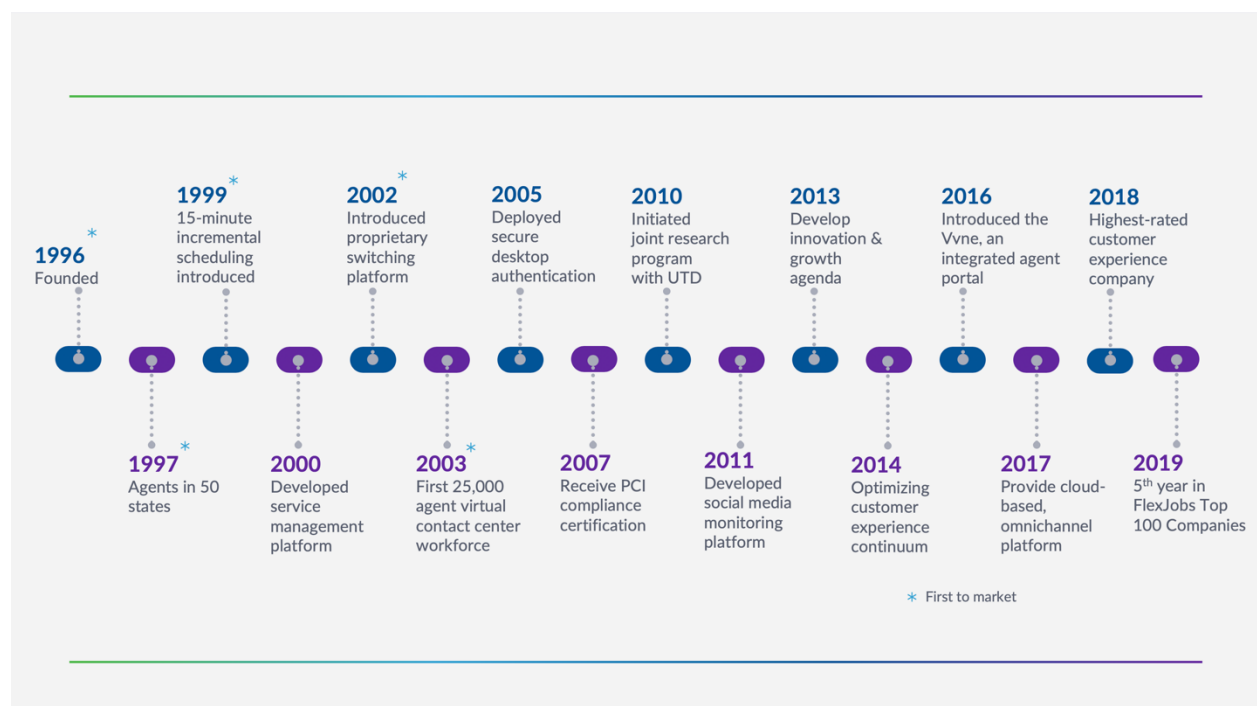 1996 *
Founded
1997 *
Agents in 50
states
1999 *
15-minute
incremental
scheduling
introduced
2000
Developed
service
management
platform
2002 *
Introduced
proprietary
switching
platform
2003 *
First 25,000
agent virtual
contact center
workforce
2005
Deployed
secure
desktop
authentication
2007
Receive PCI
compliance
certification
2010
Initiated
joint research
program
with UTD
2011
Developed
social media
monitoring
platform
2013
Develop
innovation &
growth
agenda
2014
Optimizing
customer
experience
continuum
2016
Introduced the
Vvne, an
integrated agent
portal
2017
Provide cloud-
based,
omnichannel
platform
2018
Highest-rated
customer
experience
company
2019
5th year in
FlexJobs Top
100 Companies
* First to market